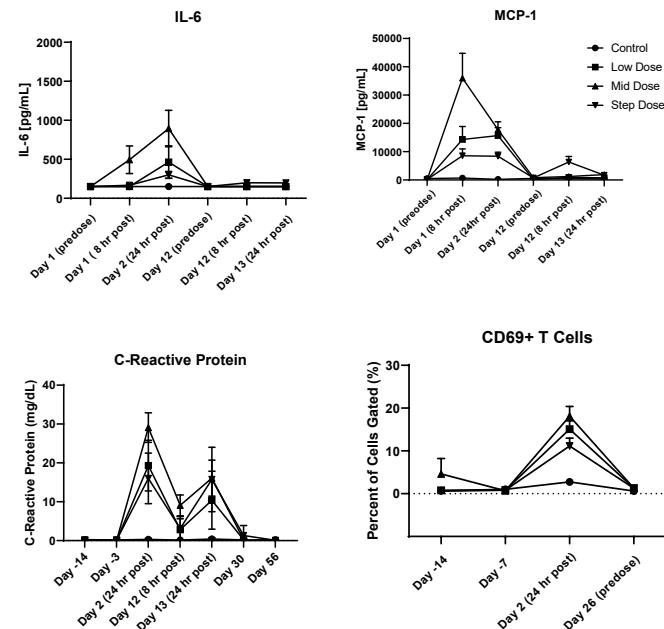 IL-6
IL-6 [pg/mL]
2000
1500
1000
500
0
Day 1 (predose)
Day 1 ( 8 hr post)
Day 2 (24 hr post)
Day 12 (predose)
Day 12 (8 hr post)
Day 13 (24 hr post)
MCP-1
MCP-1 [pg/mL]
50000
40000
30000
20000
10000
0
Day 1 (predose)
Day 1 (8 hr post)
Day 2 (24 hr post)
Day 12 (predose)
Day 12 (8 hr post)
Day 13 (24 hr post)
Control
Low Dose
Mid Dose
Step Dose
C-Reactive Protein
C-Reactive Protein (mg/dL)
40
30
20
10
0
Day -14
Day -3
Day 2 (24 hr post)
Day 12 (8 hr post)
Day 13 (24 hr post)
Day 30
Day 56
CD69+ T Cells
Percent of Cells Gated (%)
30
20
10
0
Day -14
Day -7
Day 2 (24 hr post)
Day 26 (predose)